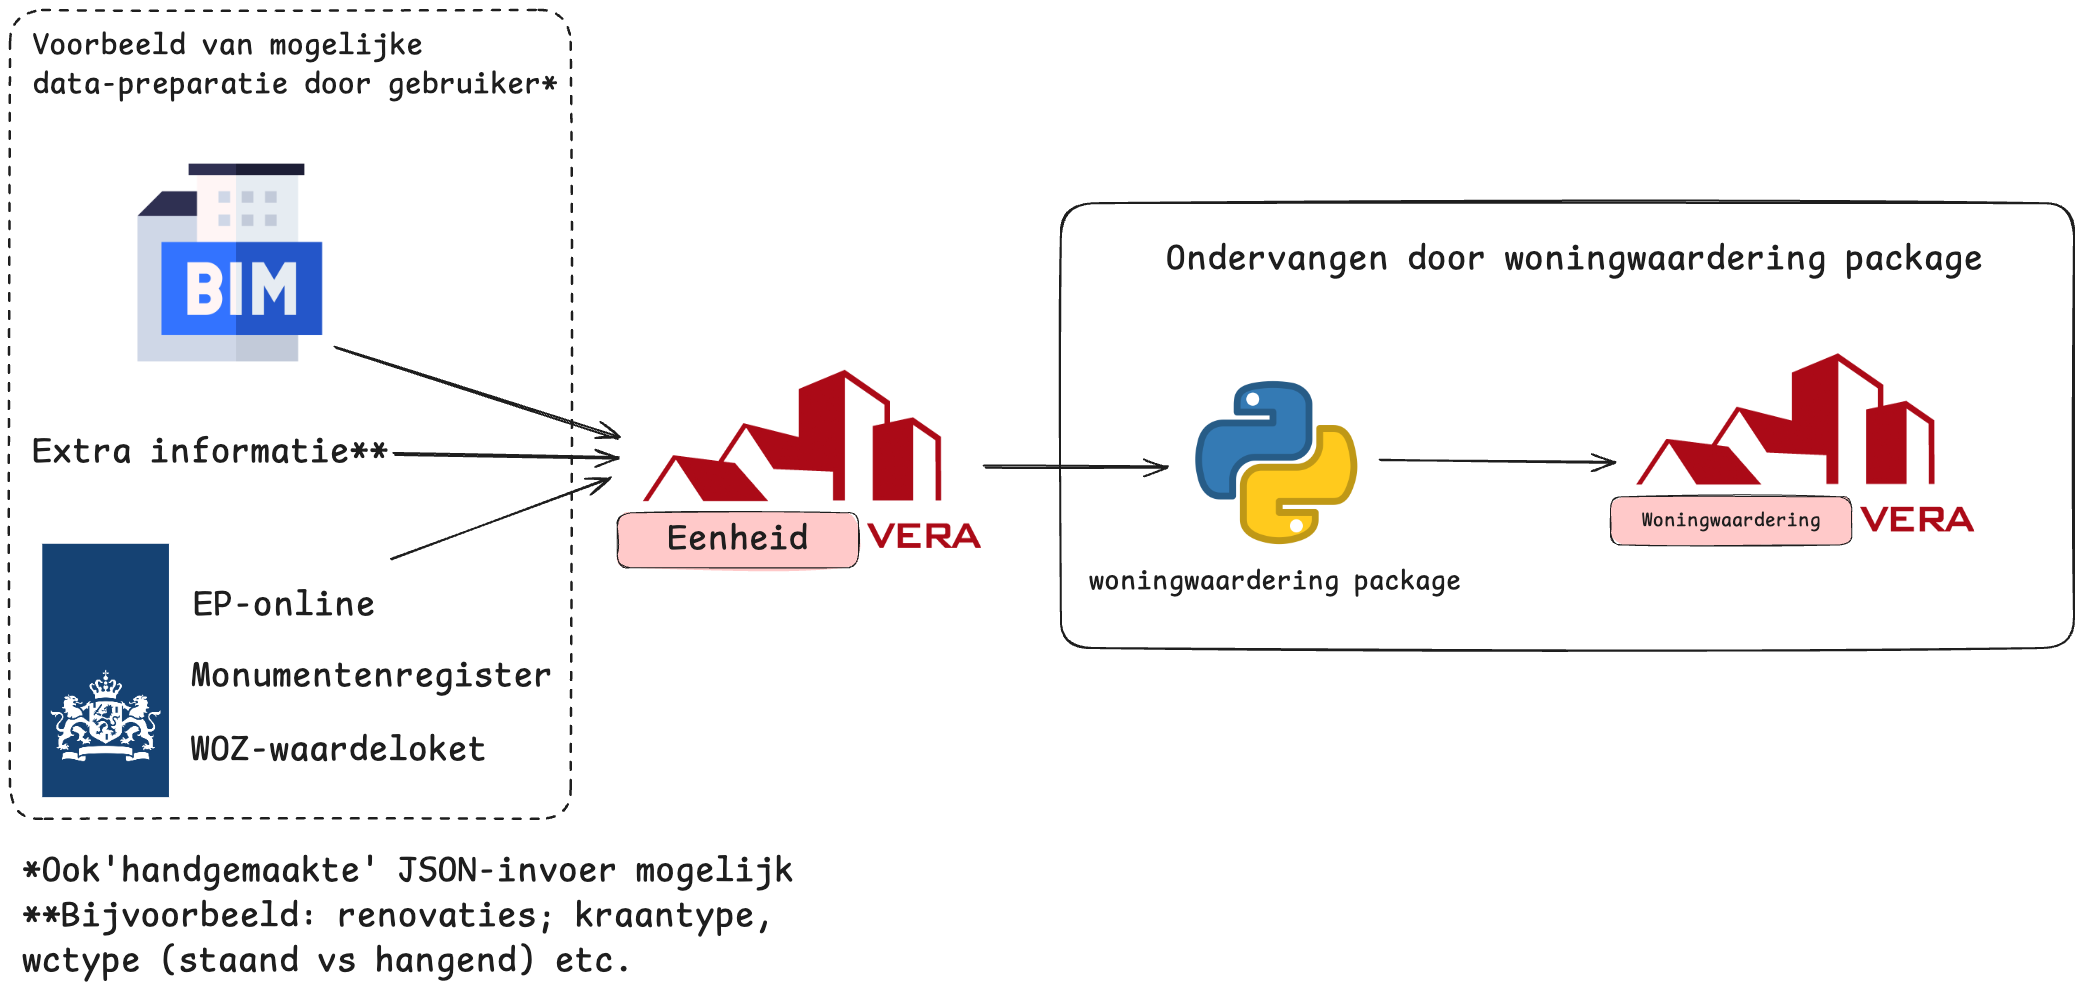 Voorbeeld van mogelijke
data-preparatie door gebruiker*
BIM
Extra informatie**
EP-online
Monumentenregister
WOZ-waardeloket
Eenheid
VERA
Ondervangen door woningwaardering package
woningwaardering package
Woningwaardering
VERA
*Ook'handgemaakte' JSON-invoer mogelijk
**Bijvoorbeeld: renovaties; kraantype,
wctype (staand vs hangend) etc.